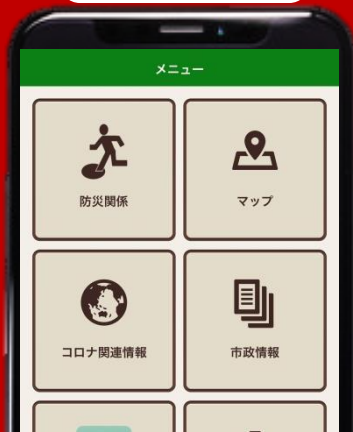 メニュー
防災関係
マップ
コロナ関連情報
市政情報